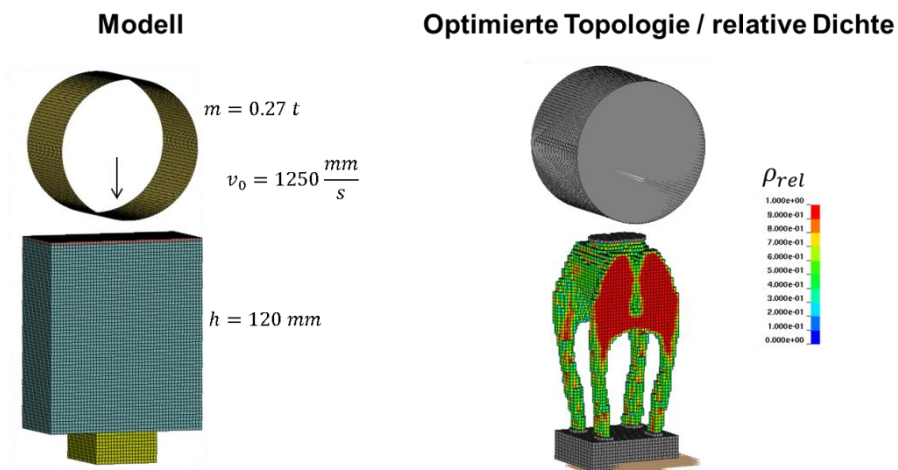 Modell
Optimierte Topologie / relative Dichte
m = 0.27 t
v₀ = 1250 mm/s
h = 120 mm
ρ_rel
1.000e+00
9.000e-01
8.000e-01
7.000e-01
6.000e-01
5.000e-01
4.000e-01
3.000e-01
2.000e-01
1.000e-01
0.000e+00